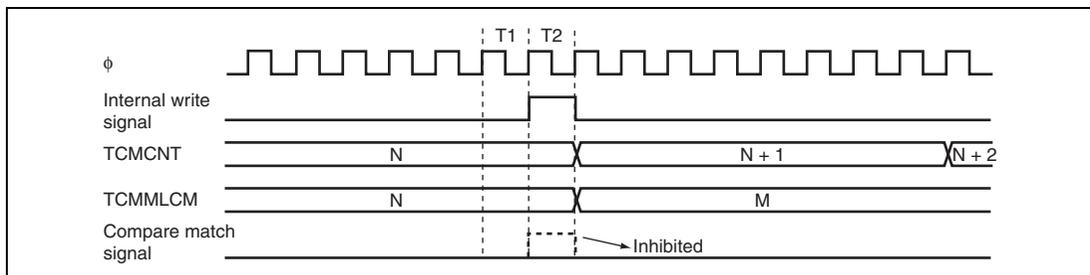 T1 T2
ϕ
Internal write
signal
TCMCNT N N + 1 N + 2
TCMMLCM N M
Compare match
signal
Inhibited